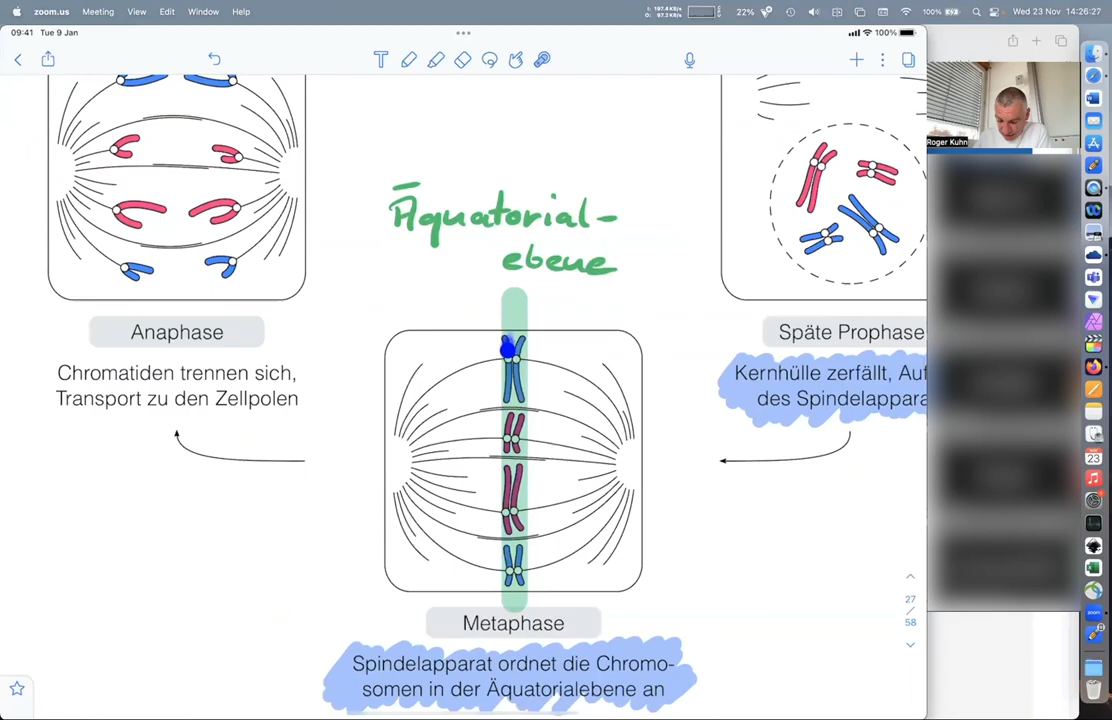 zoom.us Meeting View Edit Window Help
22% 100% Wed 23 Nov 14:26:27
09:41 Tue 9 Jan
100%
Roger Kuhn
Äquatorial-
ebene
Anaphase
Chromatiden trennen sich,
Transport zu den Zellpolen
Späte Prophase
Kernhülle zerfällt, Auf
des Spindelappara
27
/
58
Metaphase
Spindelapparat ordnet die Chromo-
somen in der Äquatorialebene an